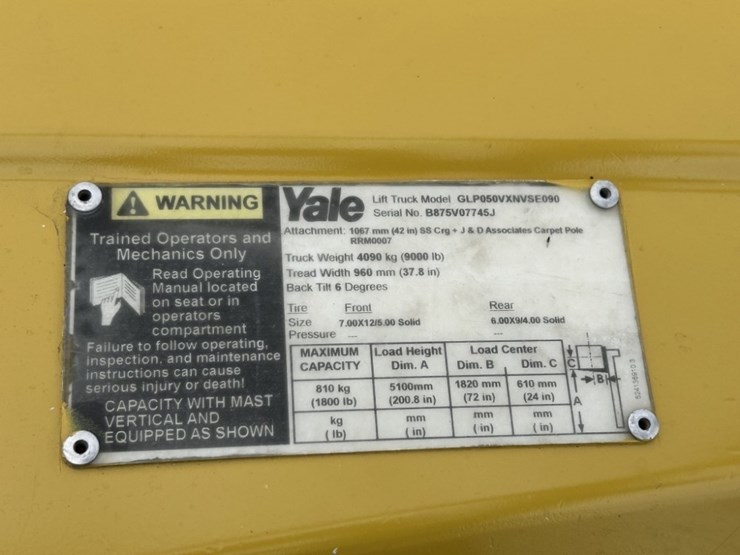 WARNING
Trained Operators and
Mechanics Only
Read Operating
Manual located
on seat or in
operators
compartment
Failure to follow operating,
inspection, and maintenance
instructions can cause
serious injury or death!
CAPACITY WITH MAST
VERTICAL AND
EQUIPPED AS SHOWN
Yale Lift Truck Model GLP050VXNVSE090
Serial No. B875V07745J
Attachment: 1067 mm (42 in) SS Crg + J & D Associates Carpet Pole
RRM0007
Truck Weight 4090 kg (9000 lb)
Tread Width 960 mm (37.8 in)
Back Tilt 6 Degrees
Tire Front Rear
Size 7.00X12/5.00 Solid 6.00X9/4.00 Solid
Pressure --- ---
MAXIMUM CAPACITY Load Height Dim. A Load Center Dim. B Dim. C
810 kg 5100mm 1820 mm 610 mm
(1800 lb) (200.8 in) (72 in) (24 in)
kg mm mm mm
( lb) ( in) ( in) ( in)
C
B
A